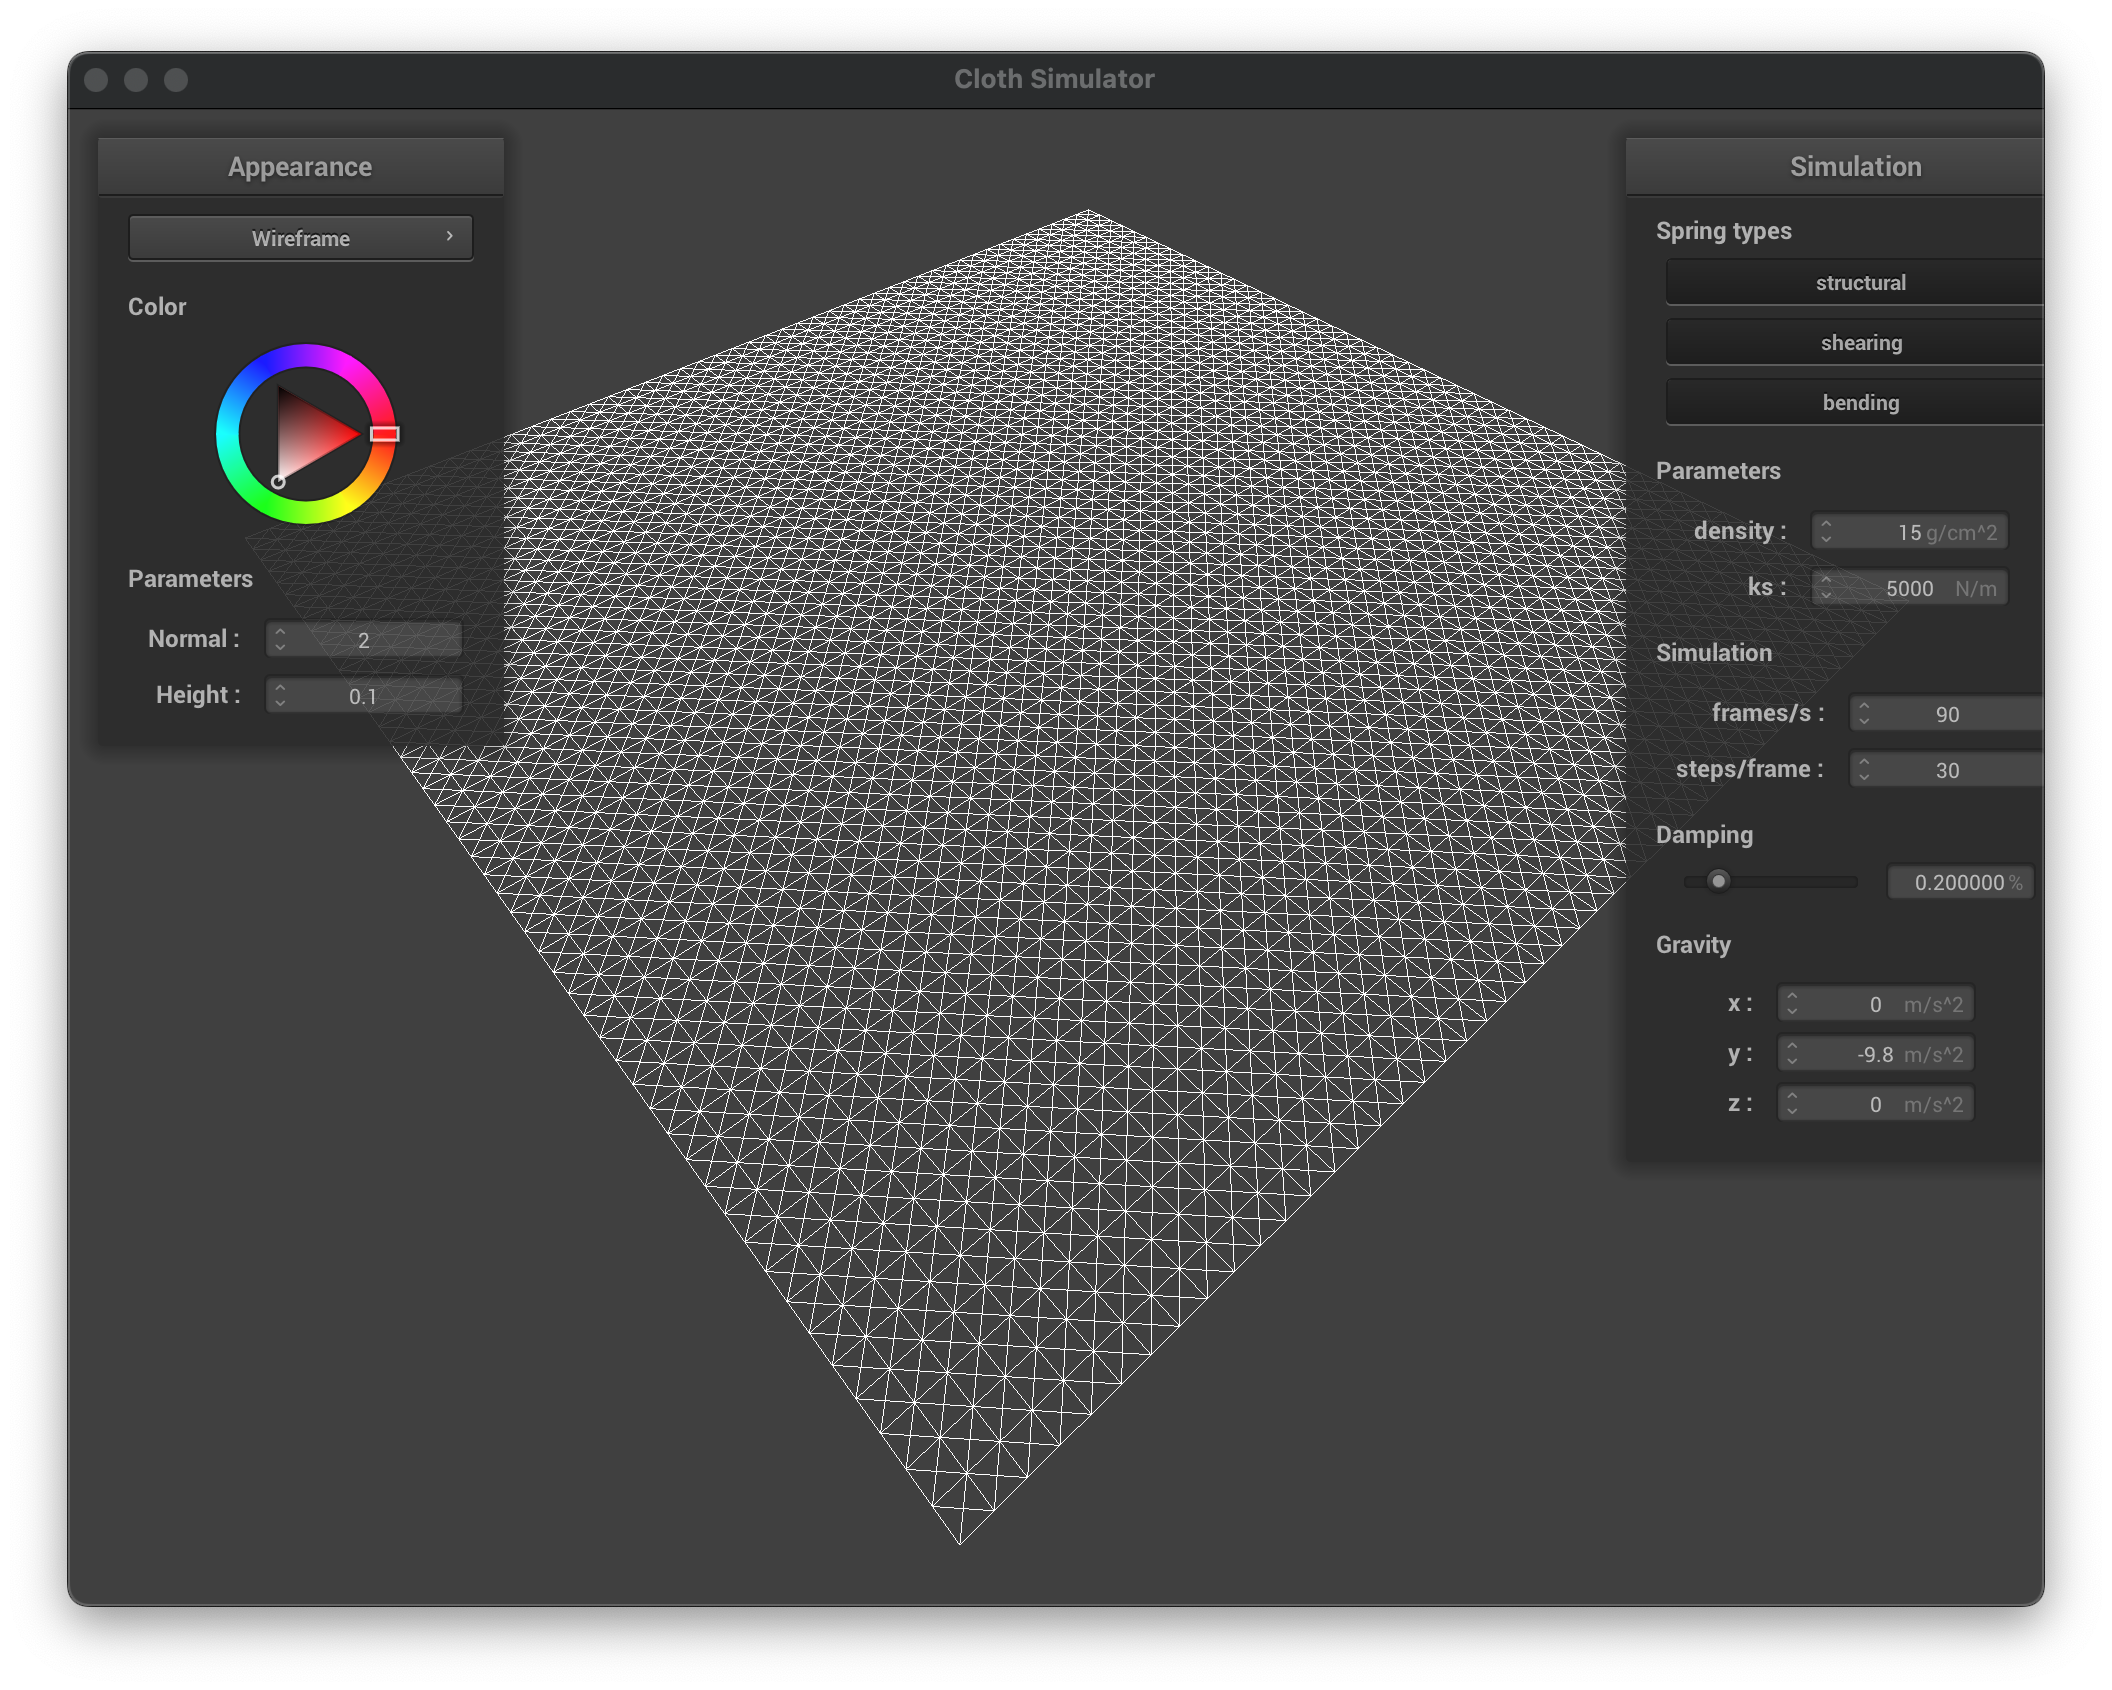 Cloth Simulator
Appearance
Wireframe
Color
Parameters
Normal : 2
Height : 0.1
Simulation
Spring types
structural
shearing
bending
Parameters
density : 15 g/cm^2
ks : 5000 N/m
Simulation
frames/s : 90
steps/frame : 30
Damping
0.200000 %
Gravity
x : 0 m/s^2
y : -9.8 m/s^2
z : 0 m/s^2